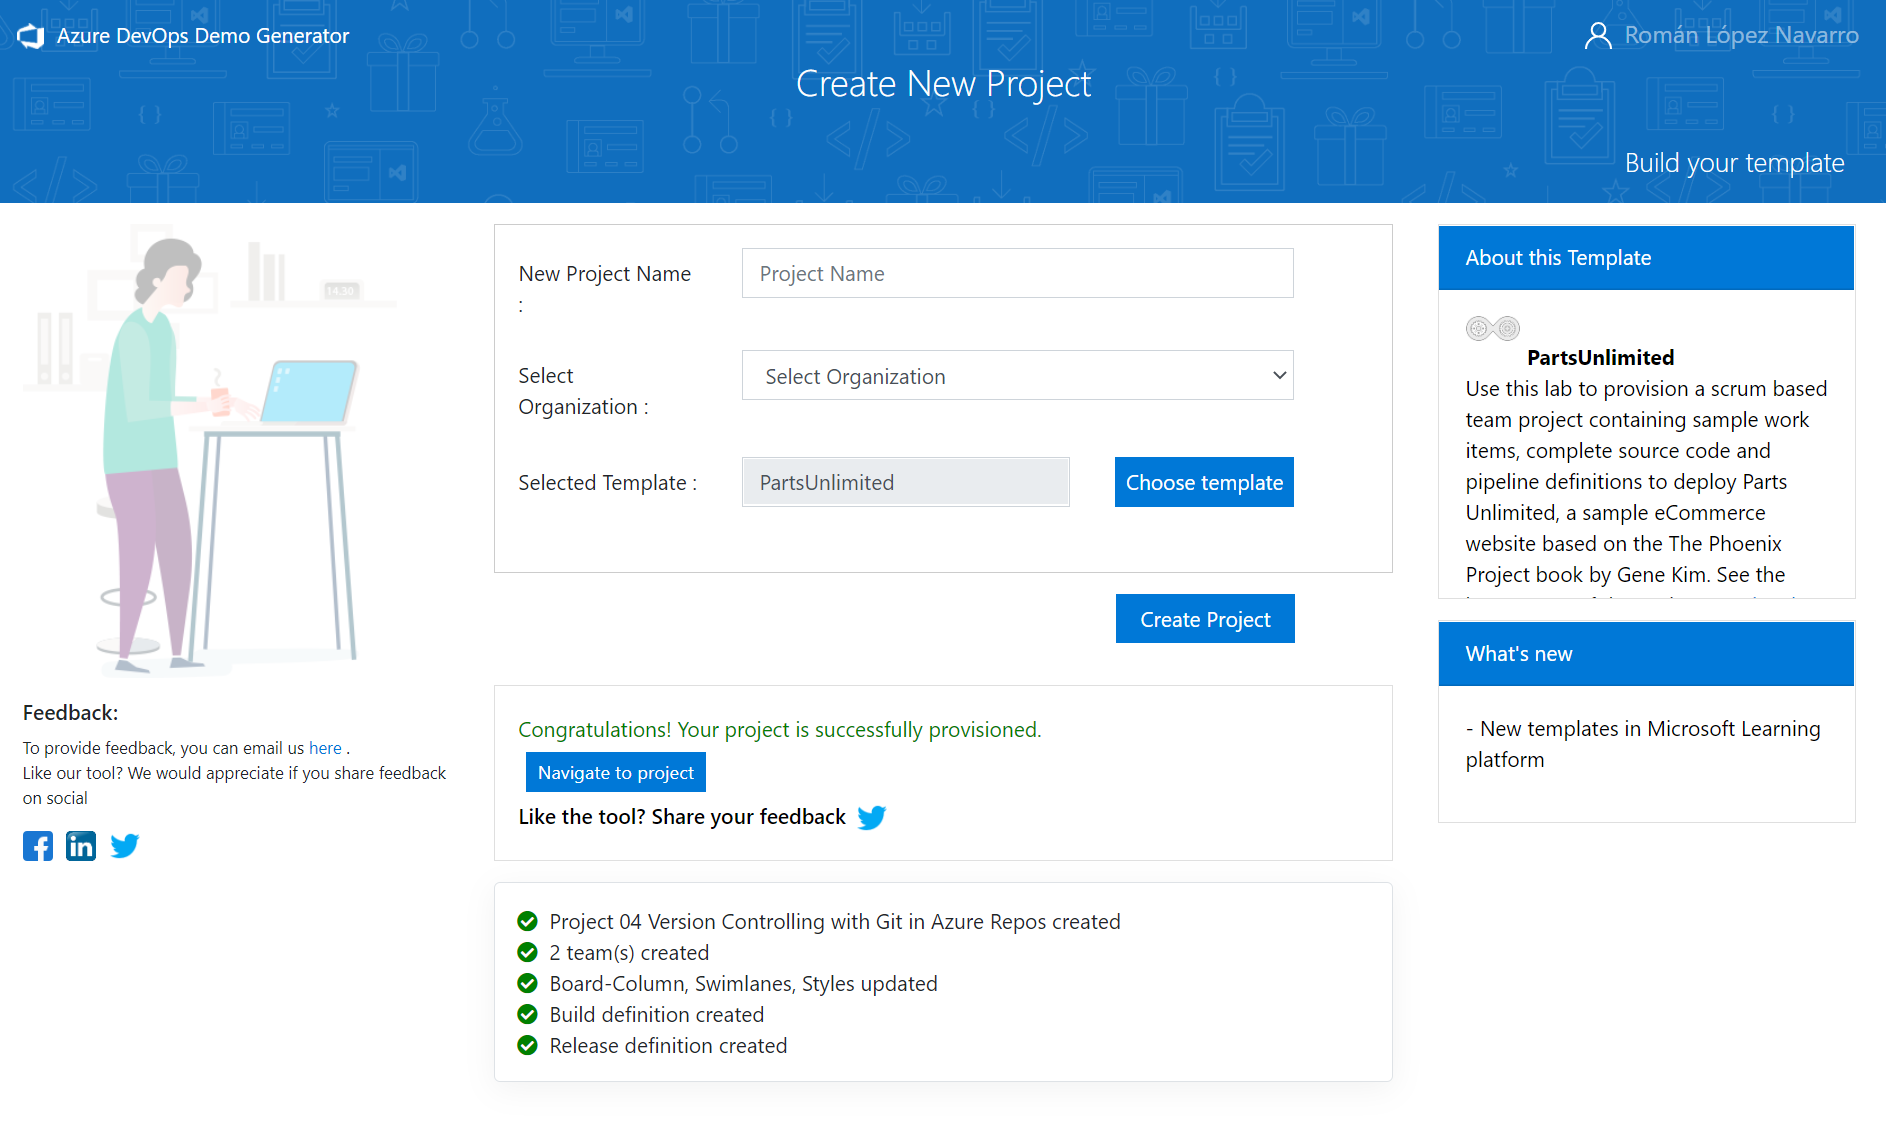 Azure DevOps Demo Generator
Román López Navarro
Create New Project
Build your template
14.30
Feedback:
To provide feedback, you can email us here .
Like our tool? We would appreciate if you share feedback
on social
New Project Name
:
Project Name
Select
Organization :
Select Organization
Selected Template :
PartsUnlimited
Choose template
Create Project
Congratulations! Your project is successfully provisioned.
Navigate to project
Like the tool? Share your feedback
Project 04 Version Controlling with Git in Azure Repos created
2 team(s) created
Board-Column, Swimlanes, Styles updated
Build definition created
Release definition created
About this Template
PartsUnlimited
Use this lab to provision a scrum based
team project containing sample work
items, complete source code and
pipeline definitions to deploy Parts
Unlimited, a sample eCommerce
website based on the The Phoenix
Project book by Gene Kim. See the
What's new
- New templates in Microsoft Learning
platform